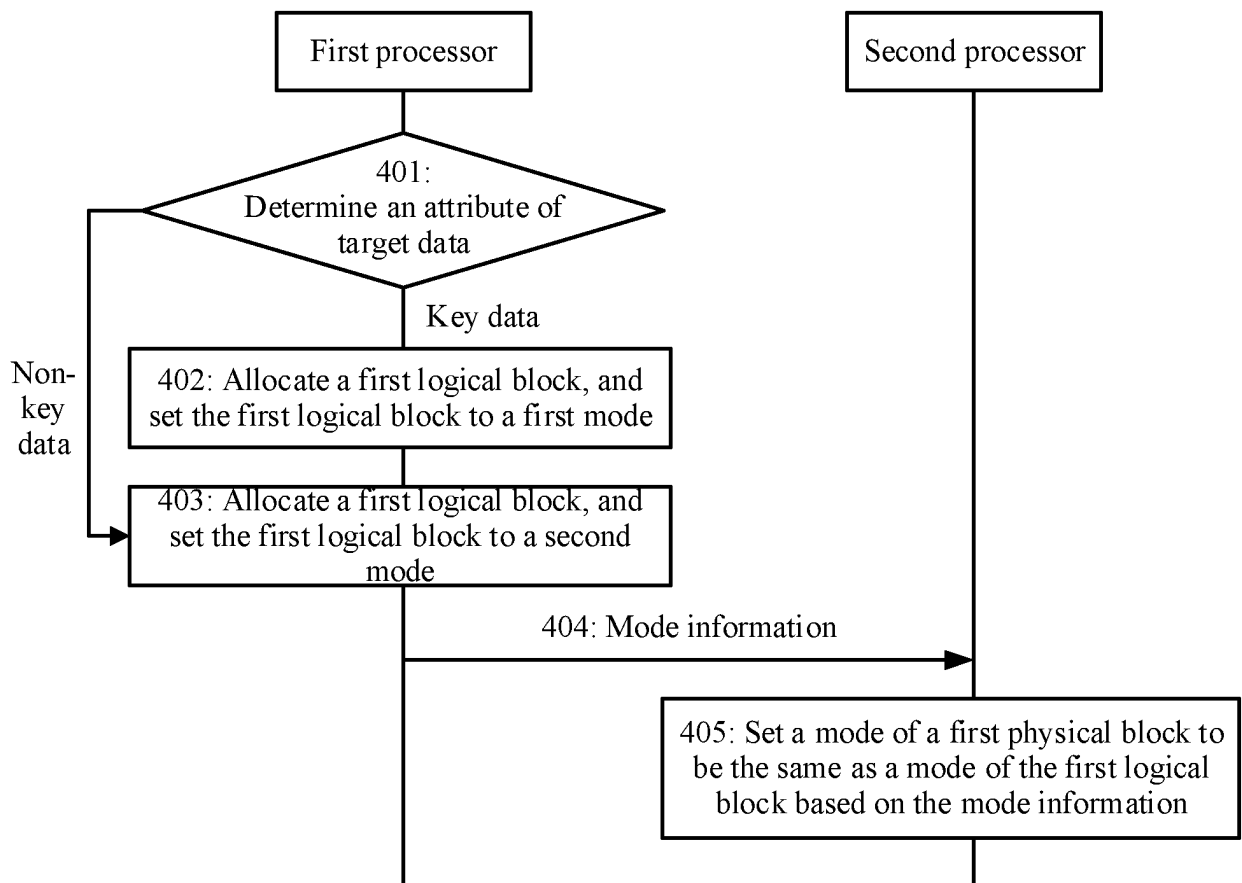 First processor
Second processor
401:
Determine an attribute of
target data
Key data
Non-
key
data
402: Allocate a first logical block, and
set the first logical block to a first mode
403: Allocate a first logical block, and
set the first logical block to a second
mode
404: Mode information
405: Set a mode of a first physical block to
be the same as a mode of the first logical
block based on the mode information